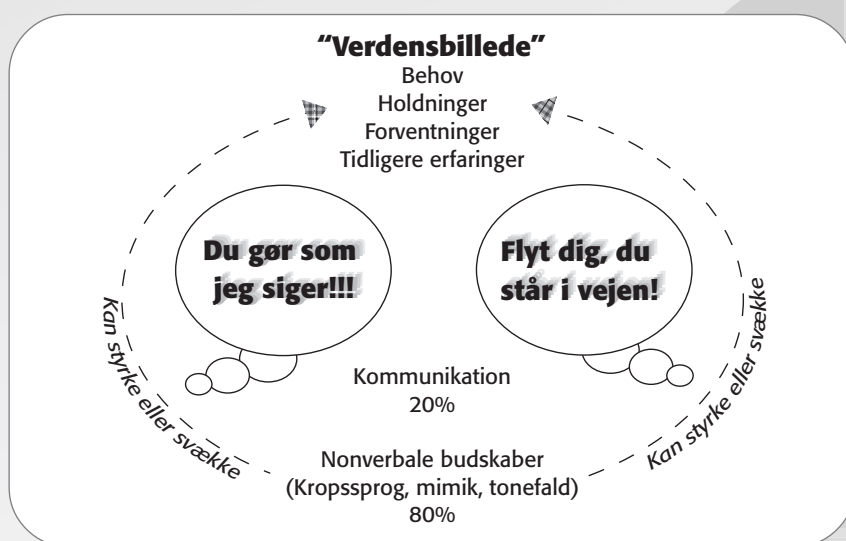 “Verdensbillede”
Behov
Holdninger
Forventninger
Tidligere erfaringer
Du gør som
jeg siger!!!
Flyt dig, du
står i vejen!
Kan styrke eller svække
Kan styrke eller svække
Kommunikation
20%
Nonverbale budskaber
(Kropssprog, mimik, tonefald)
80%